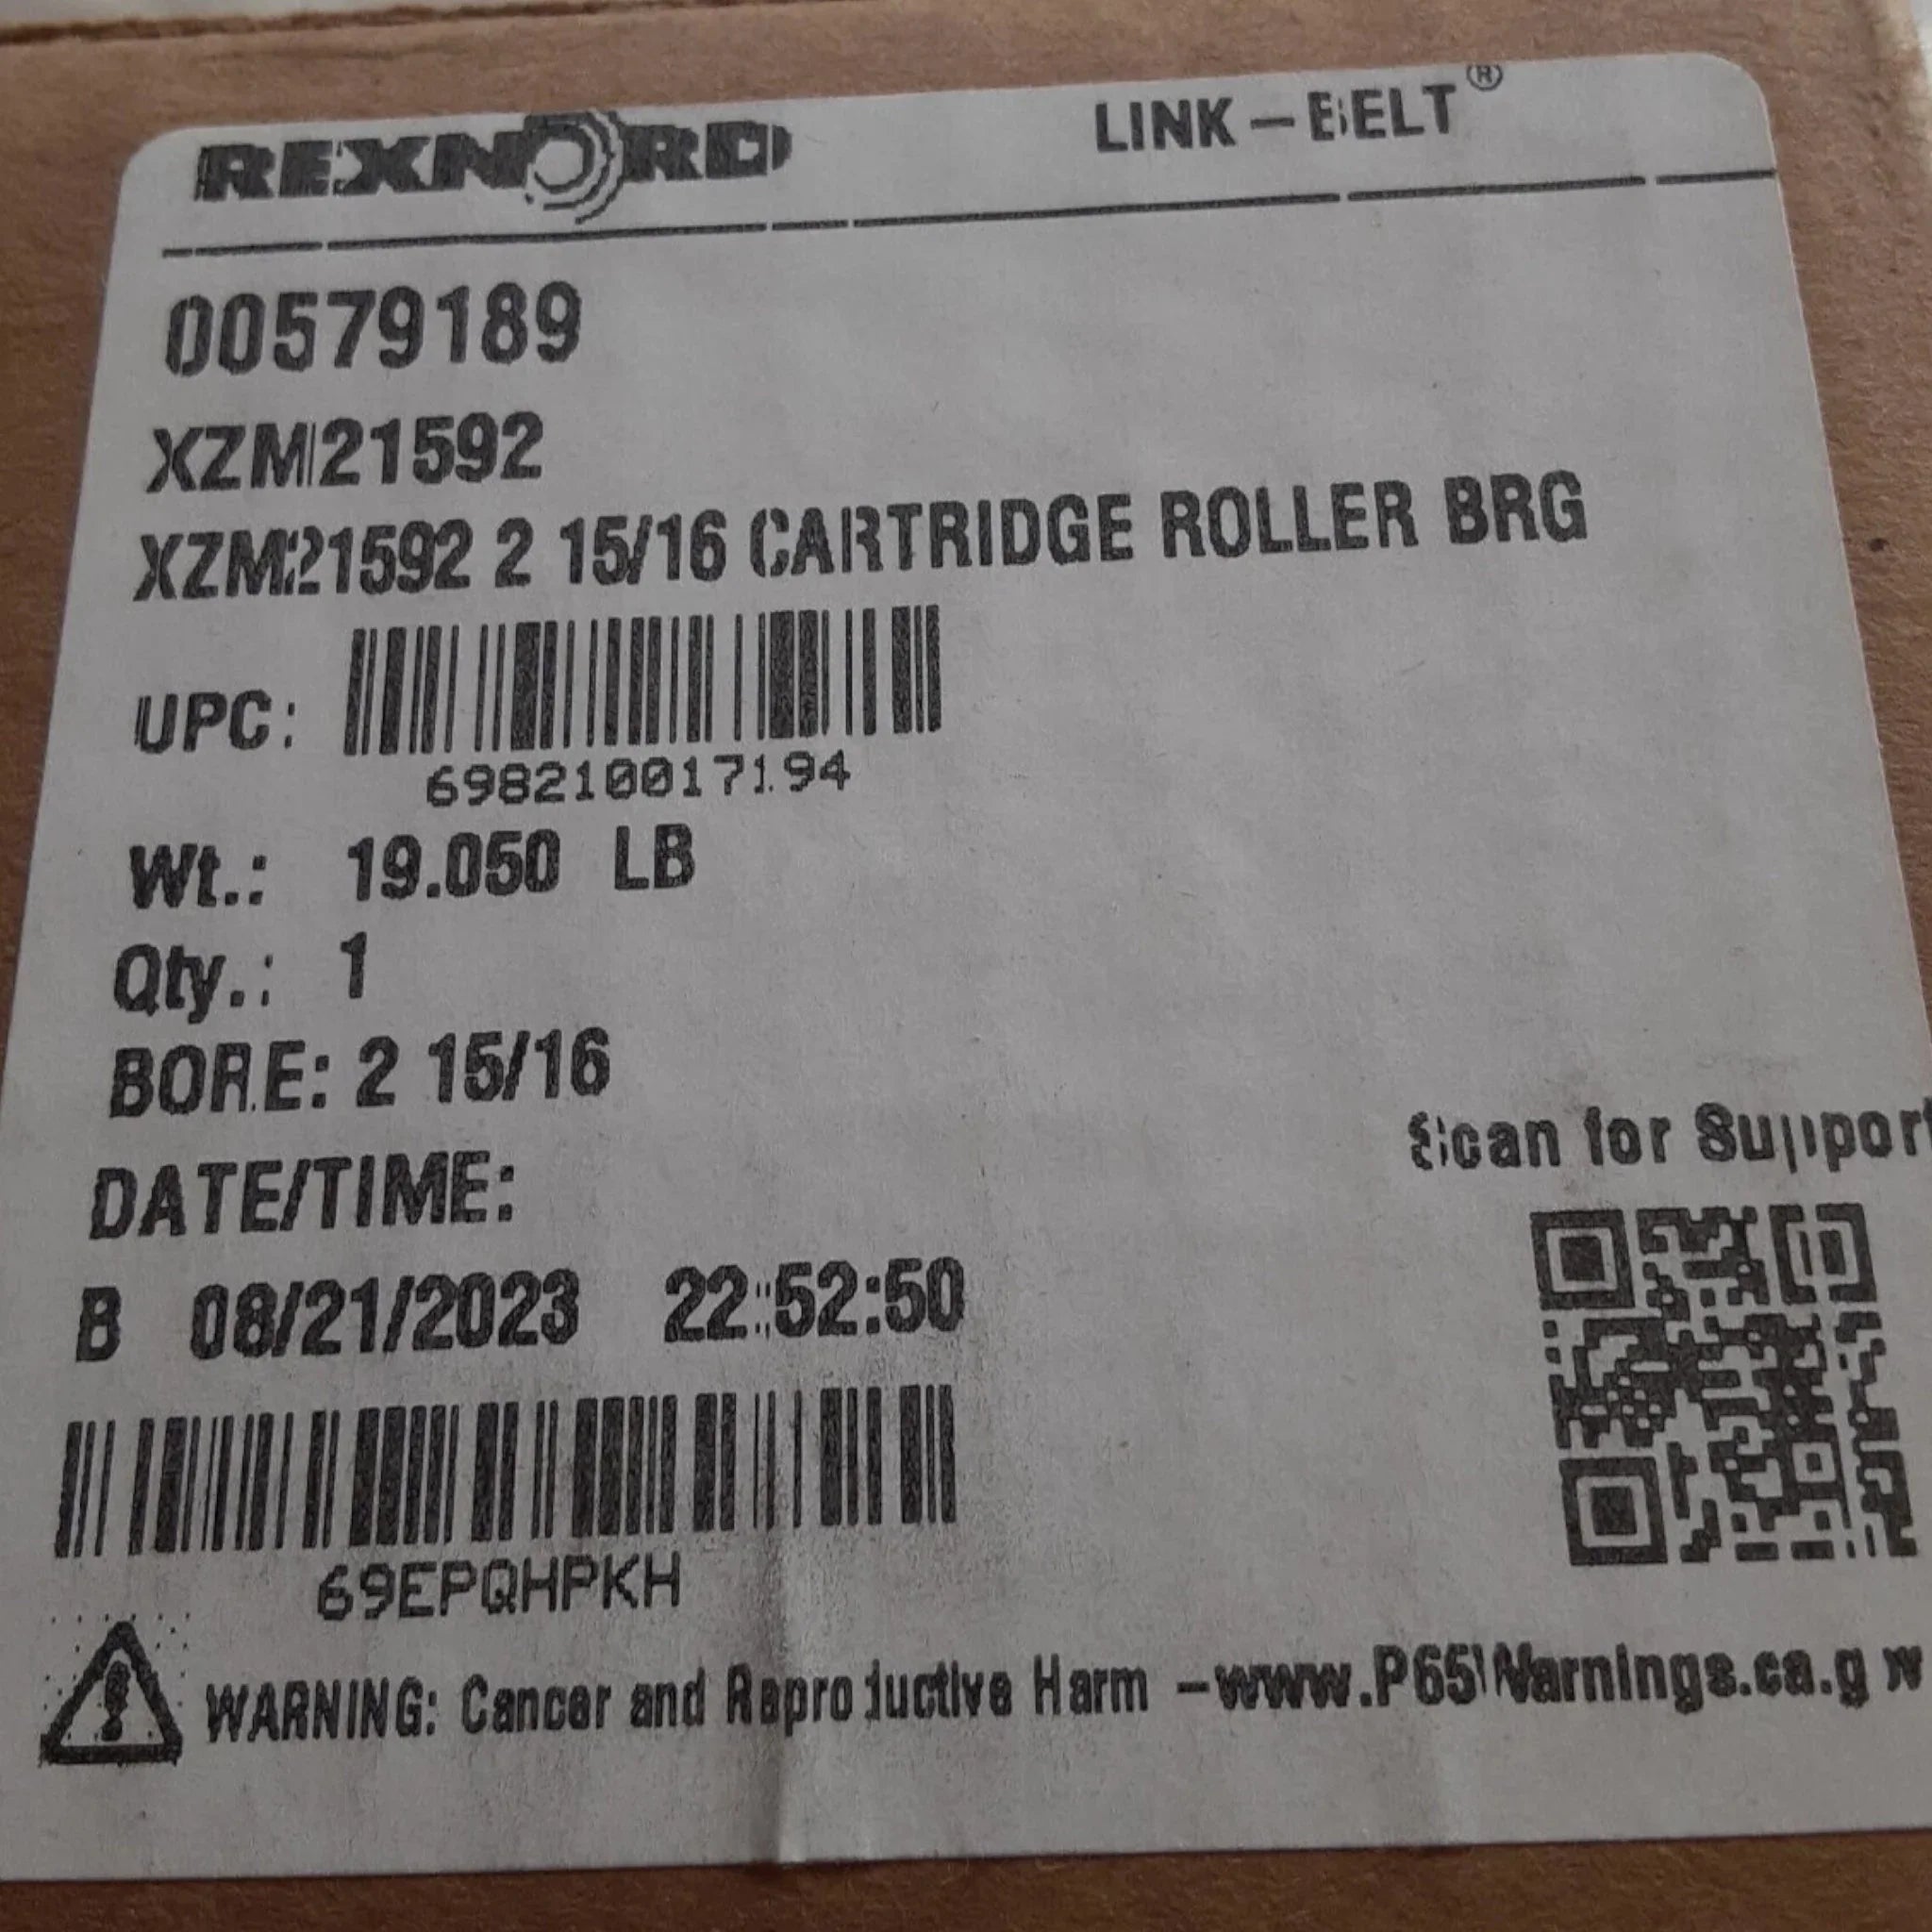 REXNORD LINK-BELT®
00579189
XZM21592
XZM21592 2 15/16 CARTRIDGE ROLLER BRG
UPC:
698210017194
Wt.: 19.050 LB
Qty.: 1
BORE: 2 15/16
Scan for Support
DATE/TIME:
B 08/21/2023 22:52:50
69EPQHPKH
WARNING: Cancer and Reproductive Harm -www.P65Warnings.ca.gov